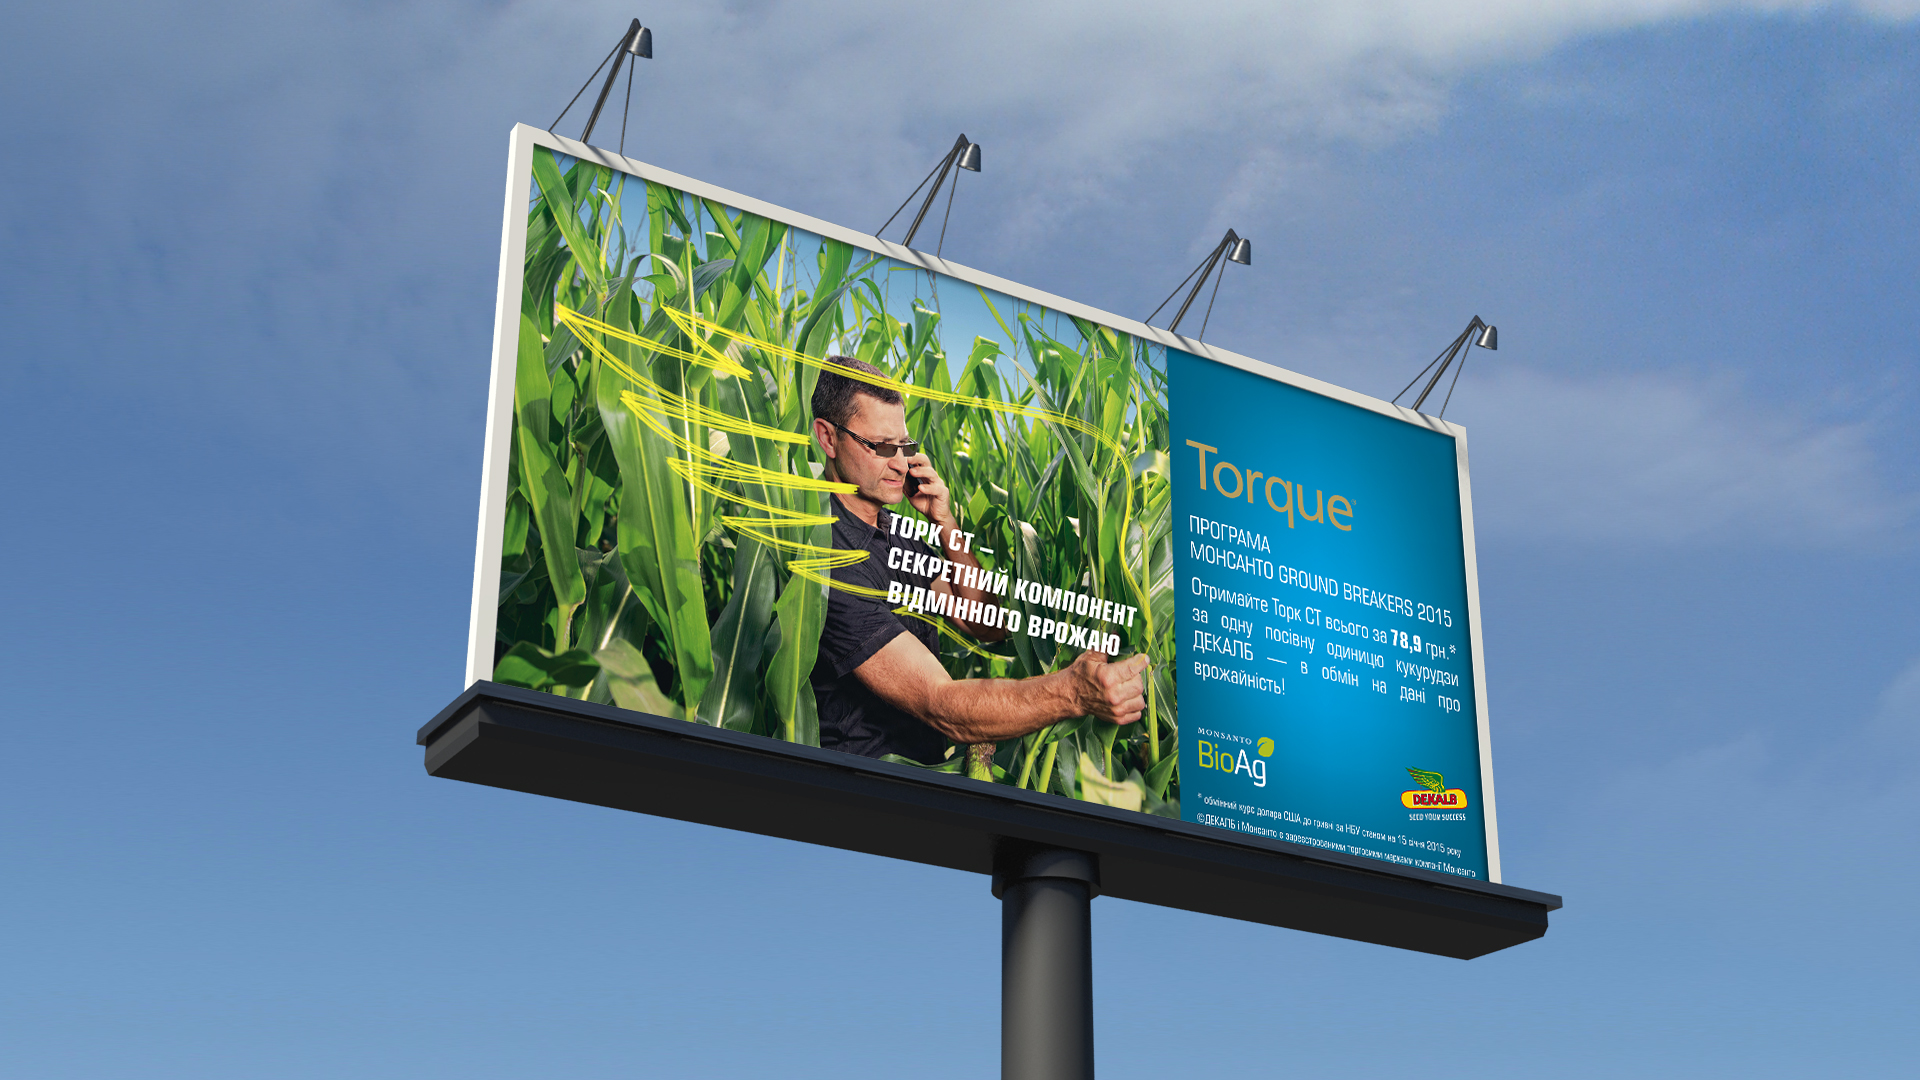 ТОРК СТ –
СЕКРЕТНИЙ КОМПОНЕНТ
ВІДМІННОГО ВРОЖАЮ
Torque
ПРОГРАМА
МОНСАНТО GROUND BREAKERS 2015
Отримайте Торк СТ всього за 78,9 грн.*
за одну посівну одиницю кукурудзи
ДЕКАЛБ — в обмін на дані про
врожайність!
MONSANTO
BioAg
DEKALB
SEED YOUR SUCCESS
* обмінний курс долара США до гривні за НБУ станом на 15 січня 2015 року
©ДЕКАЛБ і Монсанто є зареєстрованими торговими марками компанії Монсанто